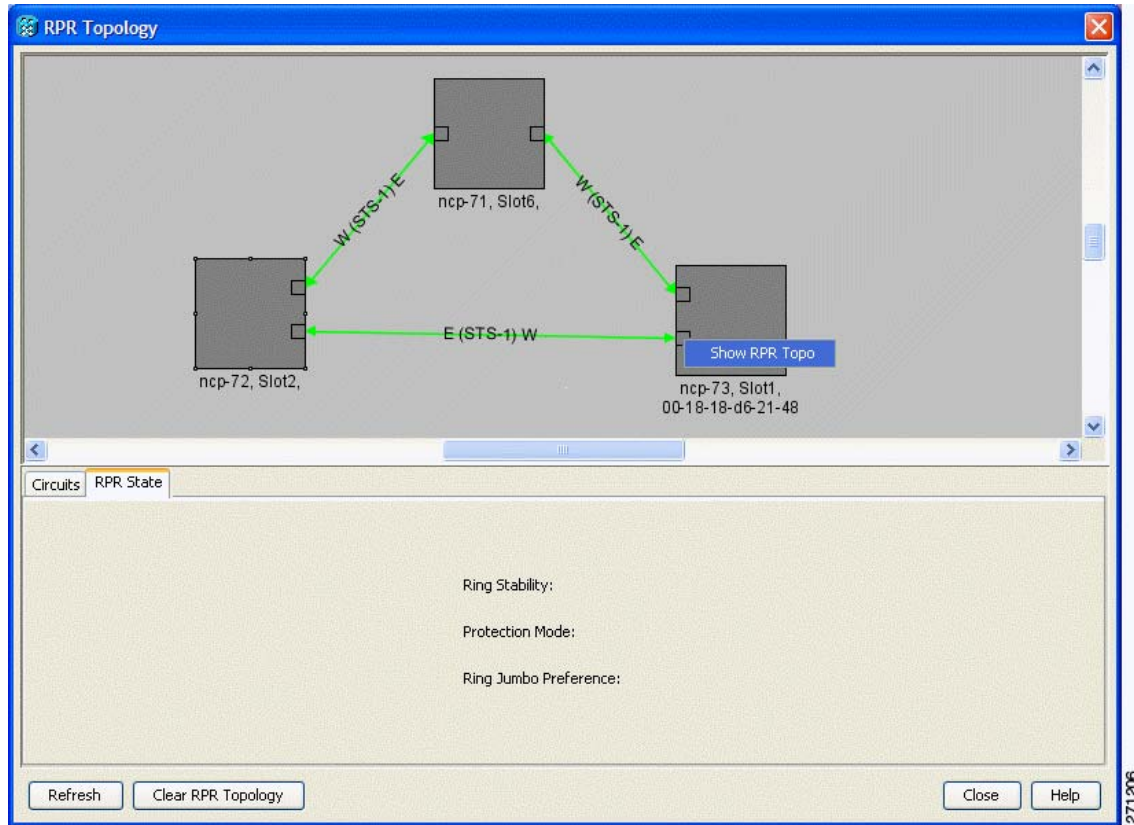 RPR Topology
ncp-71, Slot6,
W (STS-1) E
W (STS-1) E
E (STS-1) W
Show RPR Topo
ncp-72, Slot2,
ncp-73, Slot1,
00-18-18-d6-21-48
Circuits RPR State
Ring Stability:
Protection Mode:
Ring Jumbo Preference:
Refresh Clear RPR Topology Close Help
271206